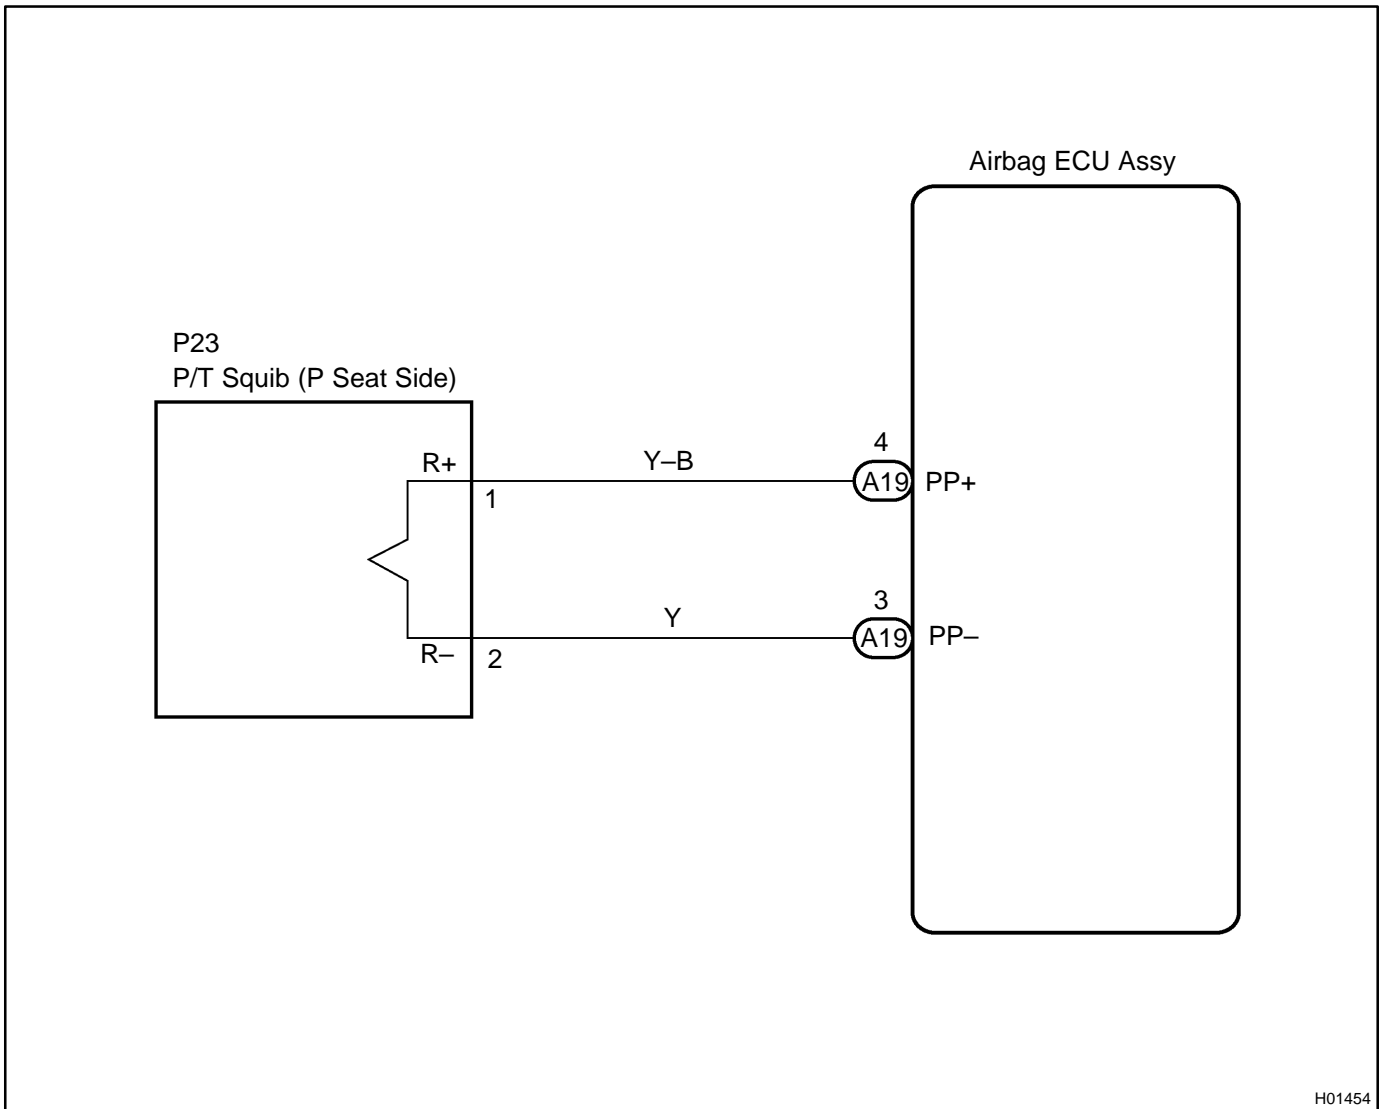 Airbag ECU Assy
P23
P/T Squib (P Seat Side)
R+
1
Y–B
4
A19
PP+
R–
2
Y
3
A19
PP–
H01454